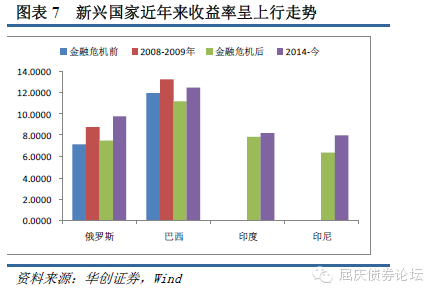 图表 7 新兴国家近年来收益率呈上行走势
金融危机前 2008-2009年 金融危机后 2014-今
14.0000
12.0000
10.0000
8.0000
6.0000
4.0000
2.0000
0.0000
俄罗斯 巴西 印度 印尼
资料来源：华创证券，Wind
屈庆债券论坛